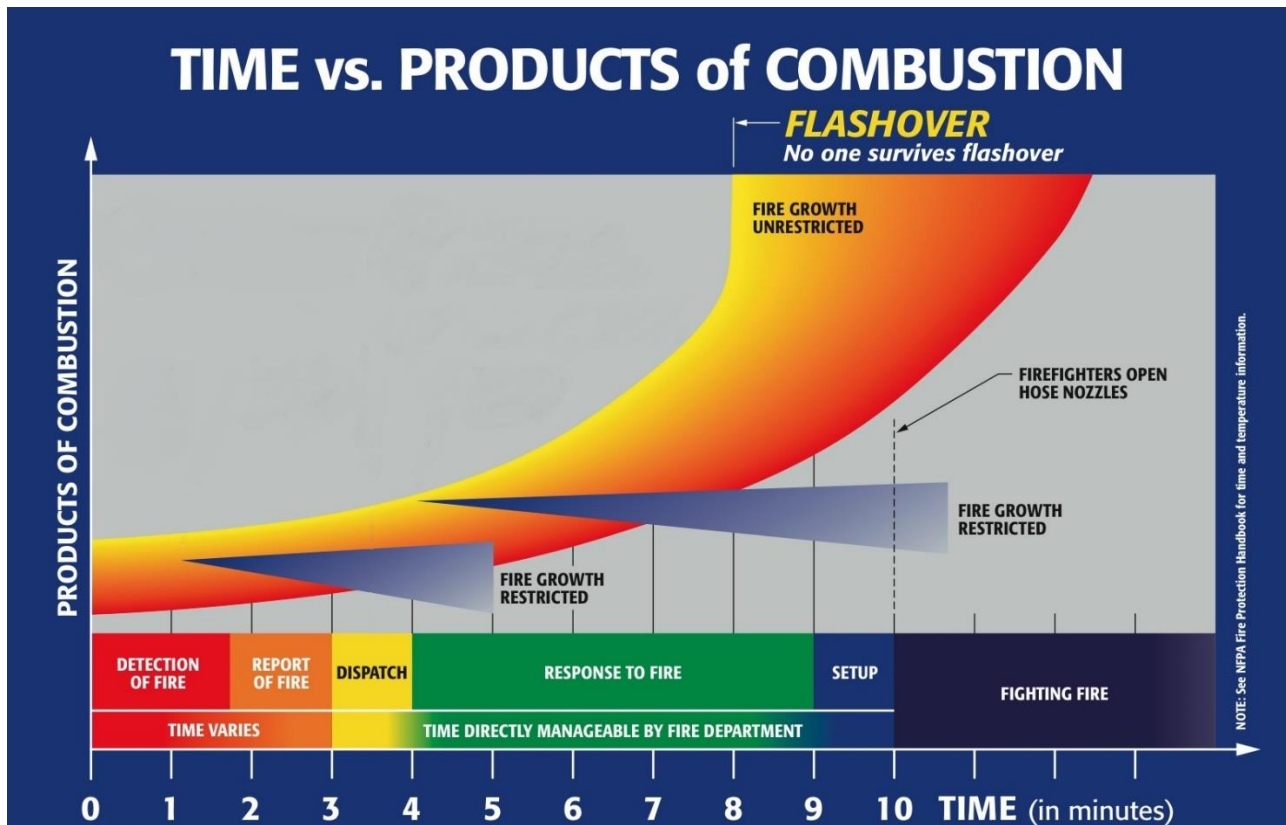 TIME vs. PRODUCTS of COMBUSTION
FLASHOVER
No one survives flashover
FIRE GROWTH
UNRESTRICTED
PRODUCTS OF COMBUSTION
FIREFIGHTERS OPEN
HOSE NOZZLES
FIRE GROWTH
RESTRICTED
FIRE GROWTH
RESTRICTED
NOTE: See NFPA Fire Protection Handbook for time and temperature information.
DETECTION
OF FIRE
REPORT
OF FIRE
DISPATCH
RESPONSE TO FIRE
SETUP
FIGHTING FIRE
TIME VARIES
TIME DIRECTLY MANAGEABLE BY FIRE DEPARTMENT
0 1 2 3 4 5 6 7 8 9 10 TIME (in minutes)